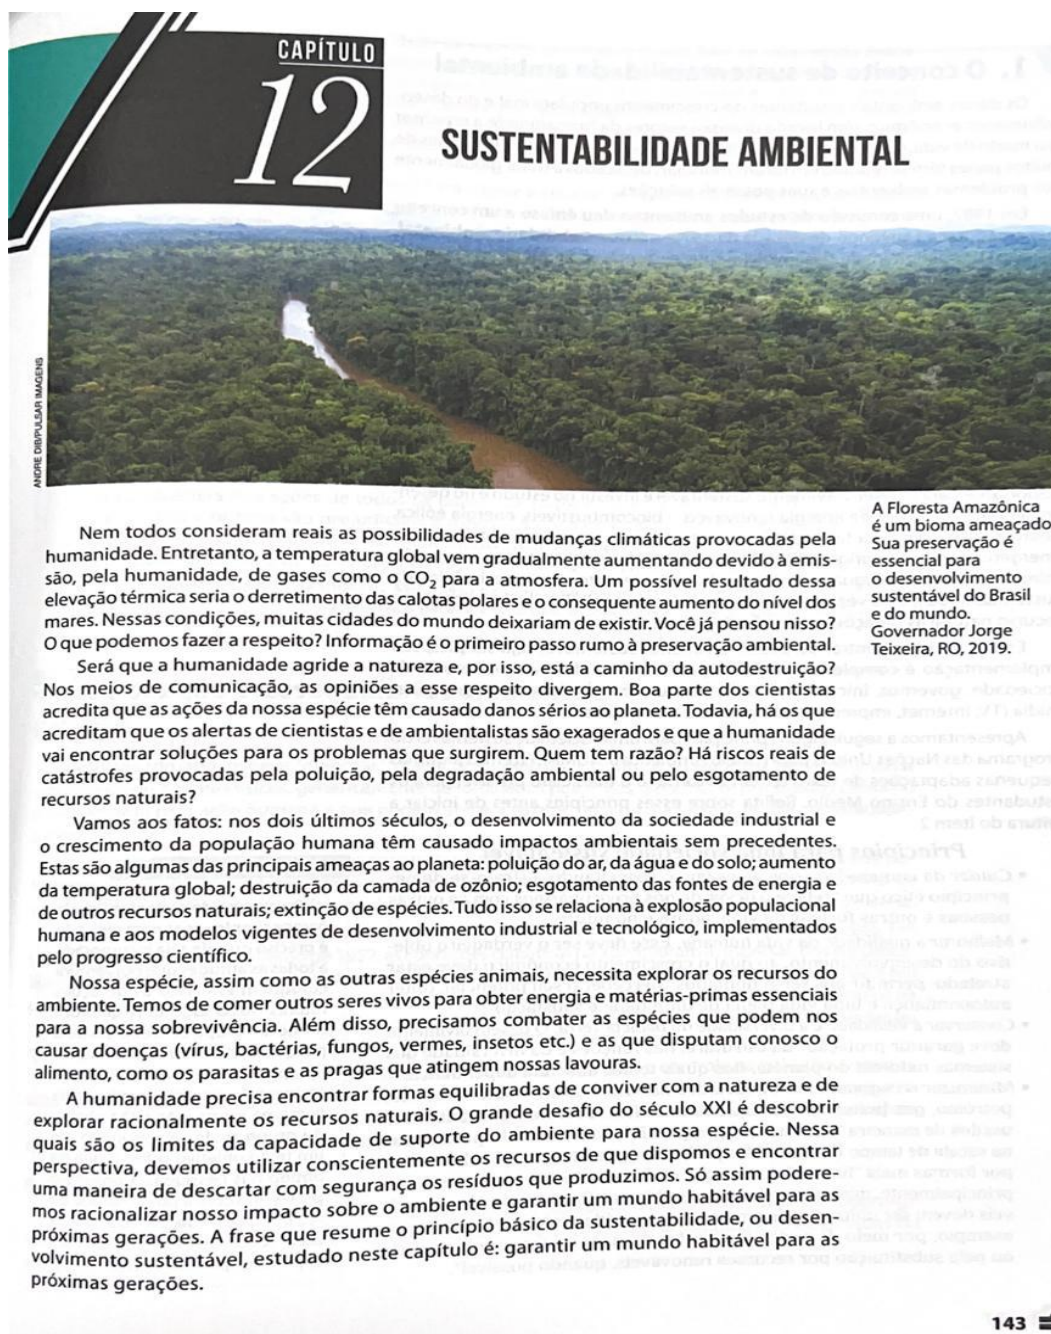 CAPÍTULO
12
SUSTENTABILIDADE AMBIENTAL
ANDRE DIB/PULSAR IMAGENS
A Floresta Amazônica
é um bioma ameaçado
Sua preservação é
essencial para
o desenvolvimento
sustentável do Brasil
e do mundo.
Governador Jorge
Teixeira, RO, 2019.
Nem todos consideram reais as possibilidades de mudanças climáticas provocadas pela
humanidade. Entretanto, a temperatura global vem gradualmente aumentando devido à emis-
são, pela humanidade, de gases como o CO₂ para a atmosfera. Um possível resultado dessa
elevação térmica seria o derretimento das calotas polares e o consequente aumento do nível dos
mares. Nessas condições, muitas cidades do mundo deixariam de existir. Você já pensou nisso?
O que podemos fazer a respeito? Informação é o primeiro passo rumo à preservação ambiental.
Será que a humanidade agride a natureza e, por isso, está a caminho da autodestruição?
Nos meios de comunicação, as opiniões a esse respeito divergem. Boa parte dos cientistas
acredita que as ações da nossa espécie têm causado danos sérios ao planeta. Todavia, há os que
acreditam que os alertas de cientistas e de ambientalistas são exagerados e que a humanidade
vai encontrar soluções para os problemas que surgirem. Quem tem razão? Há riscos reais de
catástrofes provocadas pela poluição, pela degradação ambiental ou pelo esgotamento de
recursos naturais?
Vamos aos fatos: nos dois últimos séculos, o desenvolvimento da sociedade industrial e
o crescimento da população humana têm causado impactos ambientais sem precedentes.
Estas são algumas das principais ameaças ao planeta: poluição do ar, da água e do solo; aumento
da temperatura global; destruição da camada de ozônio; esgotamento das fontes de energia e
de outros recursos naturais; extinção de espécies. Tudo isso se relaciona à explosão populacional
humana e aos modelos vigentes de desenvolvimento industrial e tecnológico, implementados
pelo progresso científico.
Nossa espécie, assim como as outras espécies animais, necessita explorar os recursos do
ambiente. Temos de comer outros seres vivos para obter energia e matérias-primas essenciais
para a nossa sobrevivência. Além disso, precisamos combater as espécies que podem nos
causar doenças (vírus, bactérias, fungos, vermes, insetos etc.) e as que disputam conosco o
alimento, como os parasitas e as pragas que atingem nossas lavouras.
A humanidade precisa encontrar formas equilibradas de conviver com a natureza e de
explorar racionalmente os recursos naturais. O grande desafio do século XXI é descobrir
quais são os limites da capacidade de suporte do ambiente para nossa espécie. Nessa
perspectiva, devemos utilizar conscientemente os recursos de que dispomos e encontrar
uma maneira de descartar com segurança os resíduos que produzimos. Só assim podere-
mos racionalizar nosso impacto sobre o ambiente e garantir um mundo habitável para as
próximas gerações. A frase que resume o princípio básico da sustentabilidade, ou desen-
volvimento sustentável, estudado neste capítulo é: garantir um mundo habitável para as
próximas gerações.
143